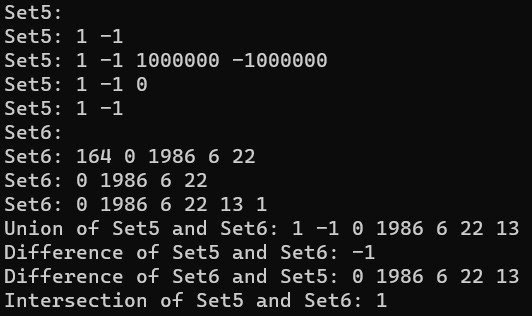 Set5:
Set5: 1 -1
Set5: 1 -1 1000000 -1000000
Set5: 1 -1 0
Set5: 1 -1
Set6:
Set6: 164 0 1986 6 22
Set6: 0 1986 6 22
Set6: 0 1986 6 22 13 1
Union of Set5 and Set6: 1 -1 0 1986 6 22 13
Difference of Set5 and Set6: -1
Difference of Set6 and Set5: 0 1986 6 22 13
Intersection of Set5 and Set6: 1